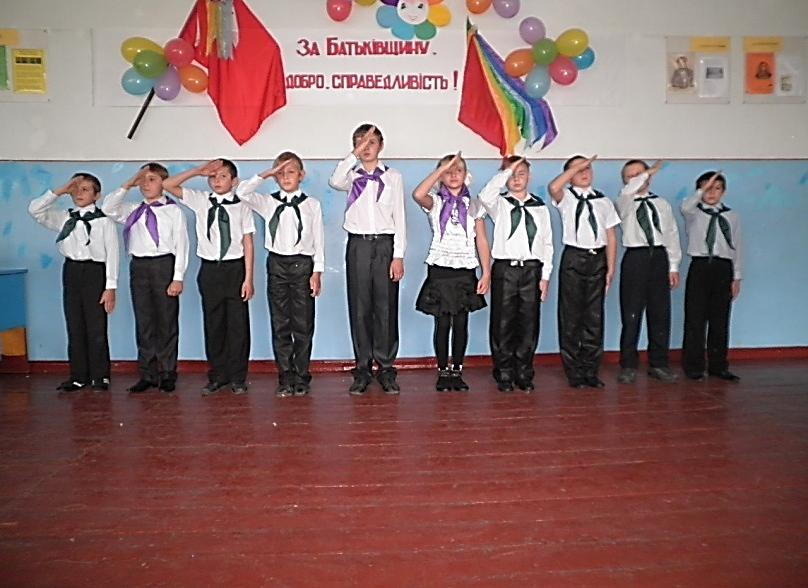 За Батьківщину.
добро. справедливість!